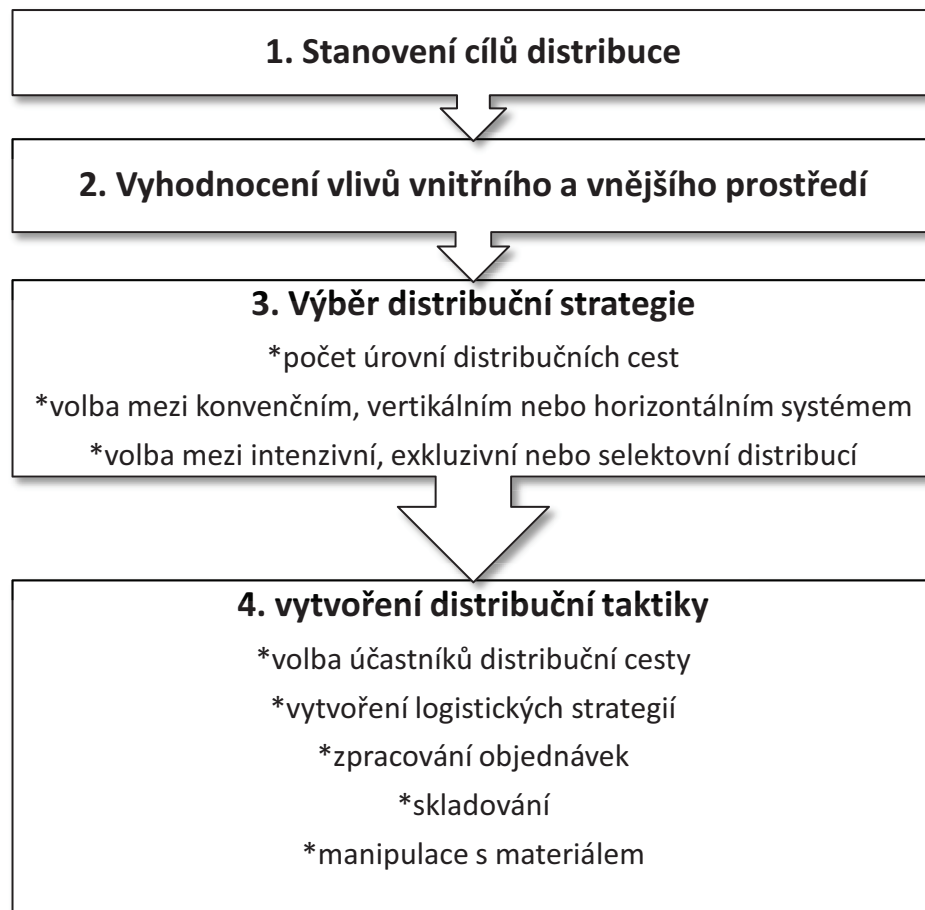 1. Stanovení cílů distribuce
2. Vyhodnocení vlivů vnitřního a vnějšího prostředí
3. Výběr distribuční strategie
*počet úrovní distribučních cest
*volba mezi konvenčním, vertikálním nebo horizontálním systémem
*volba mezi intenzivní, exkluzivní nebo selektovní distribucí
4. vytvoření distribuční taktiky
*volba účastníků distribuční cesty
*vytvoření logistických strategií
*zpracování objednávek
*skladování
*manipulace s materiálem